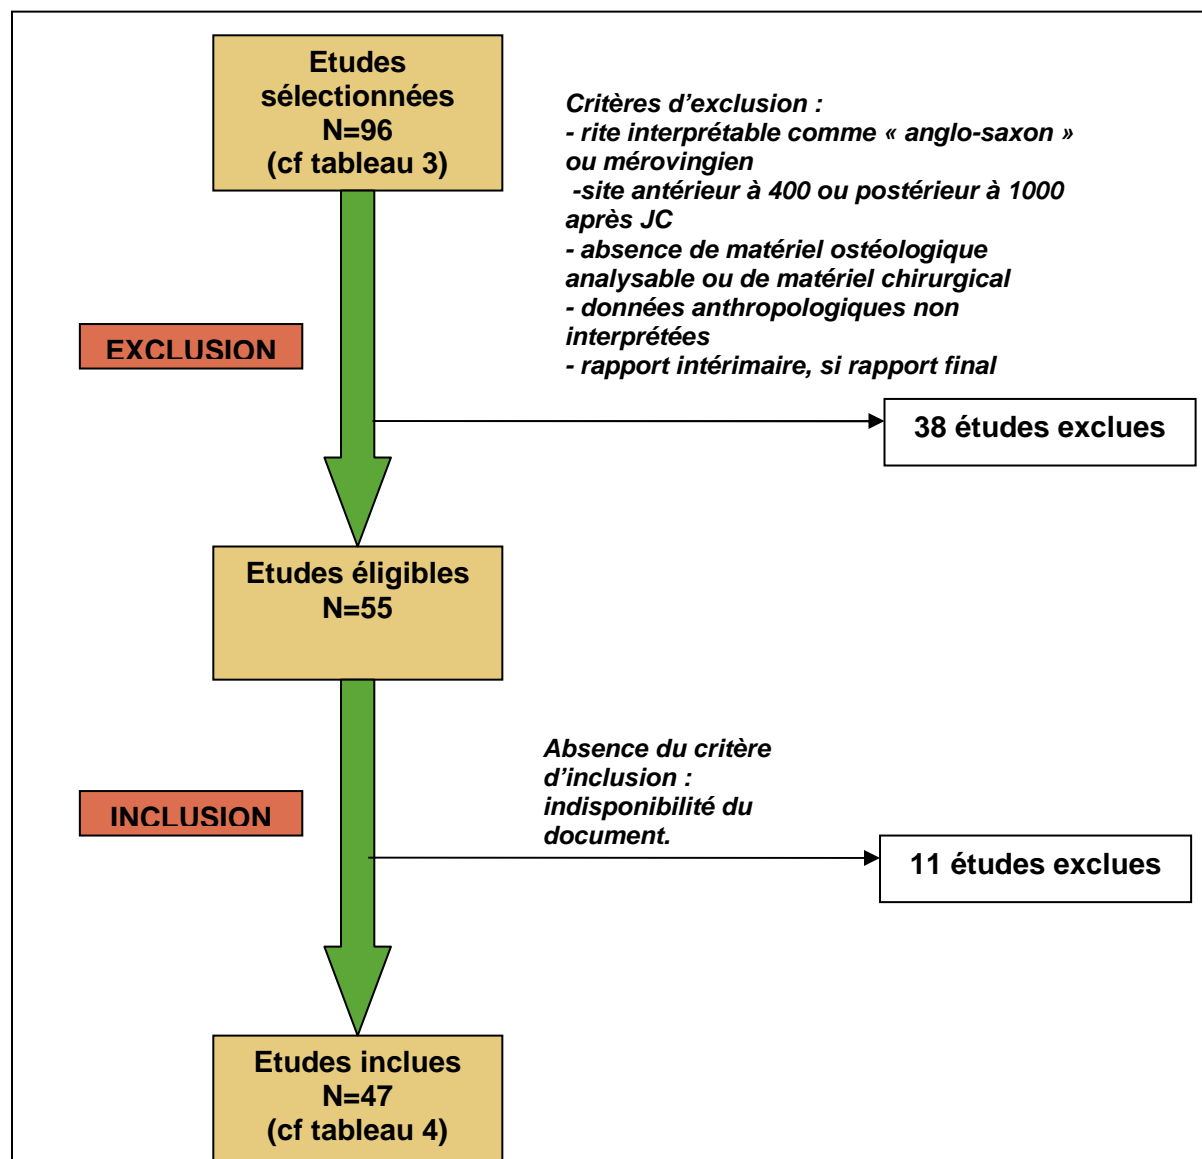 Etudes
sélectionnées
N=96
(cf tableau 3)
Critères d’exclusion :
- rite interprétable comme « anglo-saxon »
ou mérovingien
-site antérieur à 400 ou postérieur à 1000
après JC
- absence de matériel ostéologique
analysable ou de matériel chirurgical
- données anthropologiques non
interprétées
- rapport intérimaire, si rapport final
EXCLUSION
38 études exclues
Etudes éligibles
N=55
Absence du critère
d’inclusion :
indisponibilité du
document.
INCLUSION
11 études exclues
Etudes inclues
N=47
(cf tableau 4)